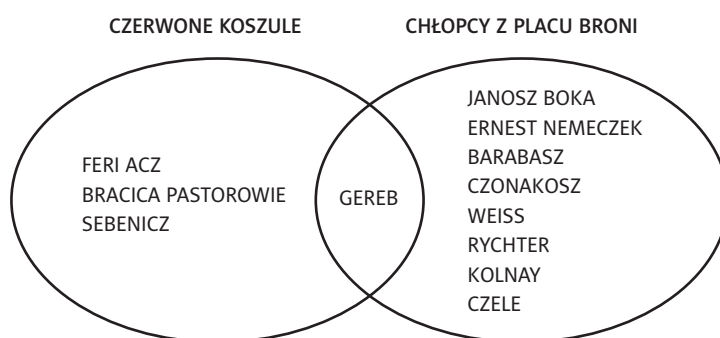 CZERWONE KOSZULE
CHŁOPCY Z PLACU BRONI
FERI ACZ
BRACICA PASTOROWIE
SEBENICZ
GEREB
JANOSZ BOKA
ERNEST NEMECZEK
BARABASZ
CZONAKOSZ
WEISS
RYCHTER
KOLNAY
CZELE